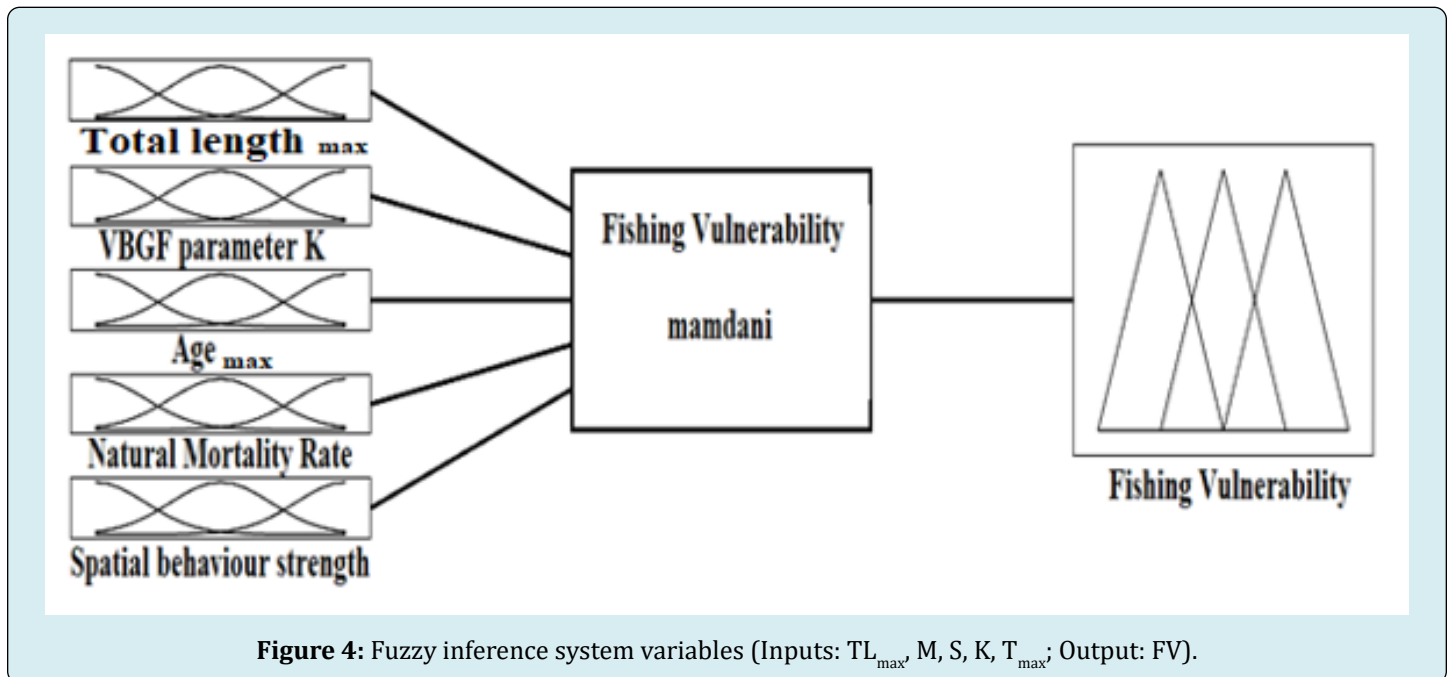 Total length max
VBGF parameter K
Age max
Natural Mortality Rate
Spatial behaviour strength
Fishing Vulnerability
mamdani
Fishing Vulnerability
Figure 4: Fuzzy inference system variables (Inputs: TLmax, M, S, K, Tmax; Output: FV).